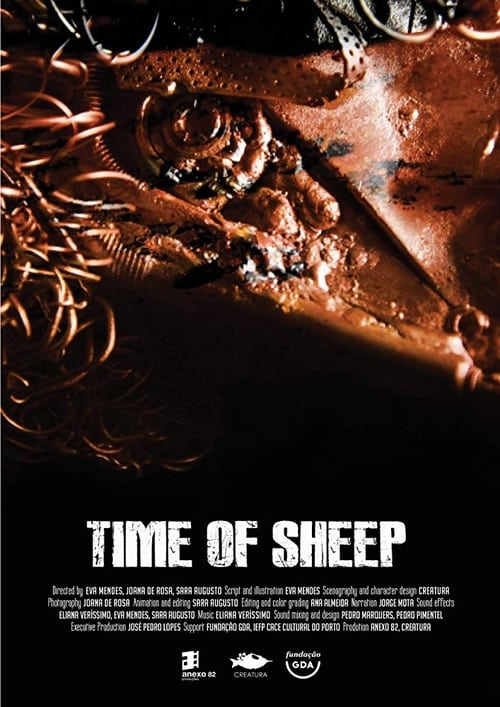 TIME OF SHEEP
Directed by EVA MENDES, JOANA DE ROSA, SARA AUGUSTO Script and illustration EVA MENDES Scenography and character design CREATURA
Photography JOANA DE ROSA Animation and editing SARA AUGUSTO Editing and color grading ANA ALMEIDA Narration JORGE MOTA Sound effects
ELIANA VERÍSSIMO, EVA MENDES, SARA AUGUSTO Music ELIANA VERÍSSIMO Sound mixing and design PEDRO MARQUERS, PEDRO PIMENTEL
Executive Production JOSÉ PEDRO LOPES Support FUNDAÇÃO GDA, IEFP CACE CULTURAL DO PORTO Prodution ANEXO 82, CREATURA
anexo 82
produções
CREATURA
fundação
GDA